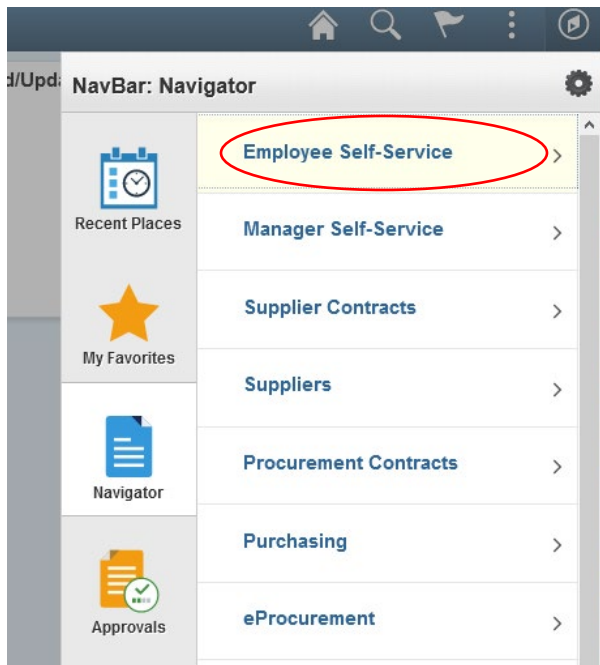 d/Upda
NavBar: Navigator
Recent Places
My Favorites
Navigator
Approvals
Employee Self-Service
Manager Self-Service
Supplier Contracts
Suppliers
Procurement Contracts
Purchasing
eProcurement